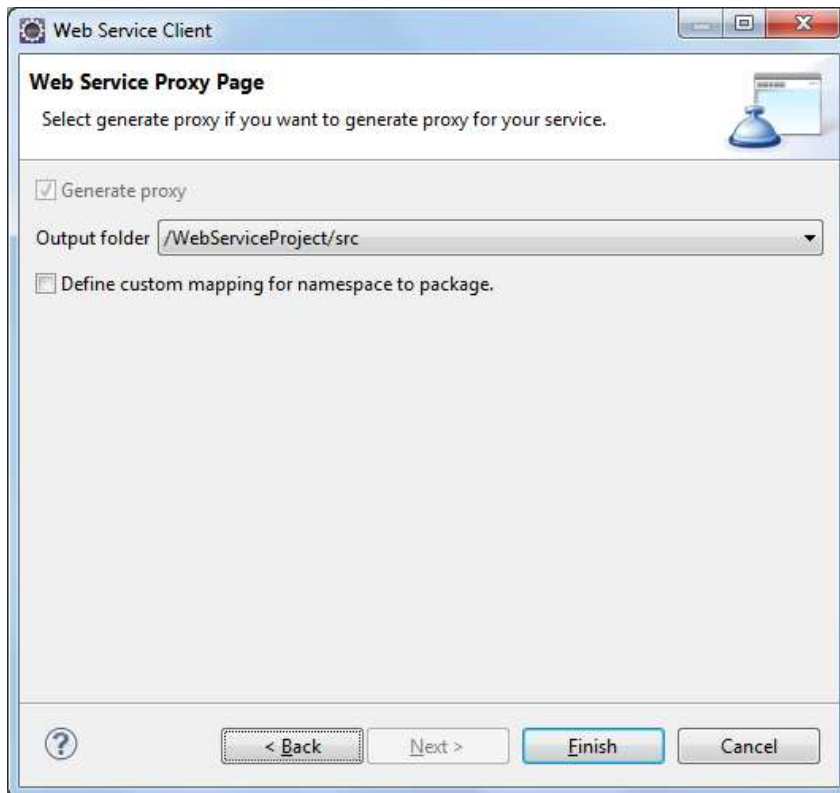 Web Service Client
Web Service Proxy Page
Select generate proxy if you want to generate proxy for your service.
Generate proxy
Output folder /WebServiceProject/src
Define custom mapping for namespace to package.
? < Back Next > Finish Cancel